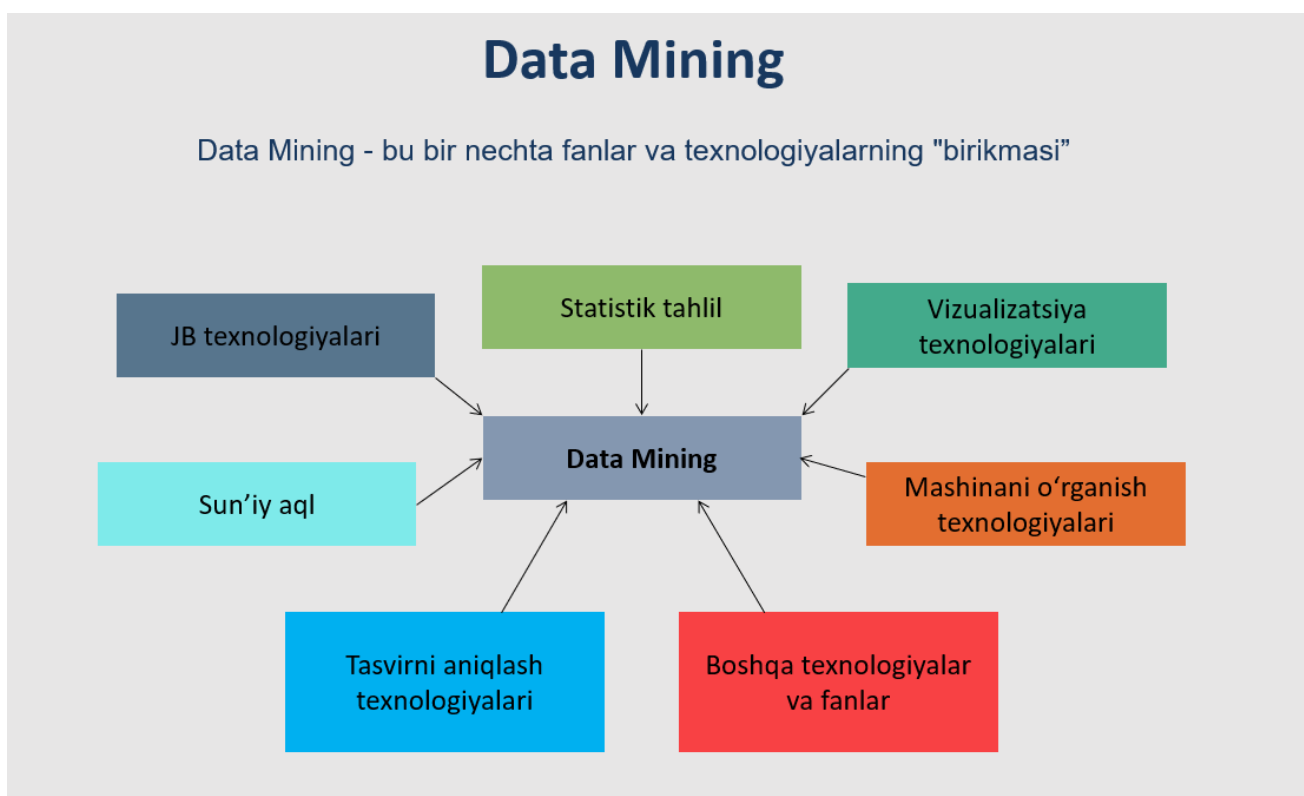 Data Mining
Data Mining - bu bir nechta fanlar va texnologiyalarning "birikmasi”
JB texnologiyalari
Statistik tahlil
Vizualizatsiya
texnologiyalari
Data Mining
Sun’iy aql
Mashinani o‘rganish
texnologiyalari
Tasvirni aniqlash
texnologiyalari
Boshqa texnologiyalar
va fanlar